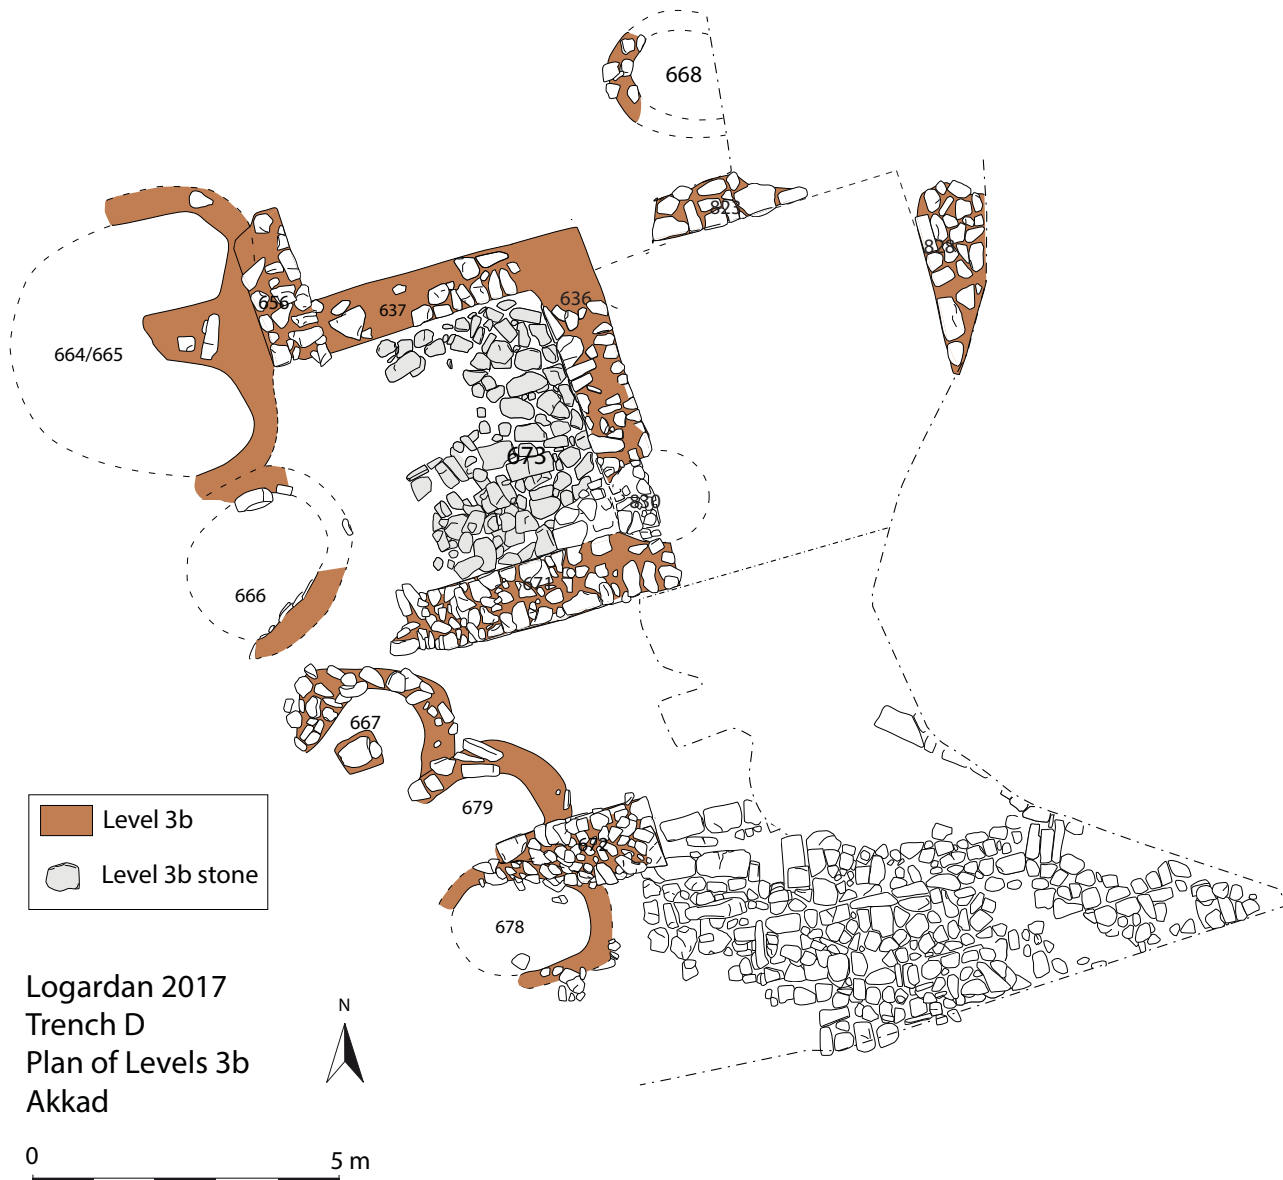 668
823
828
656
637
636
664/665
673
830
666
671
667
679
672
678
Level 3b
Level 3b stone
Logardan 2017
Trench D
Plan of Levels 3b
Akkad
N
0
5 m